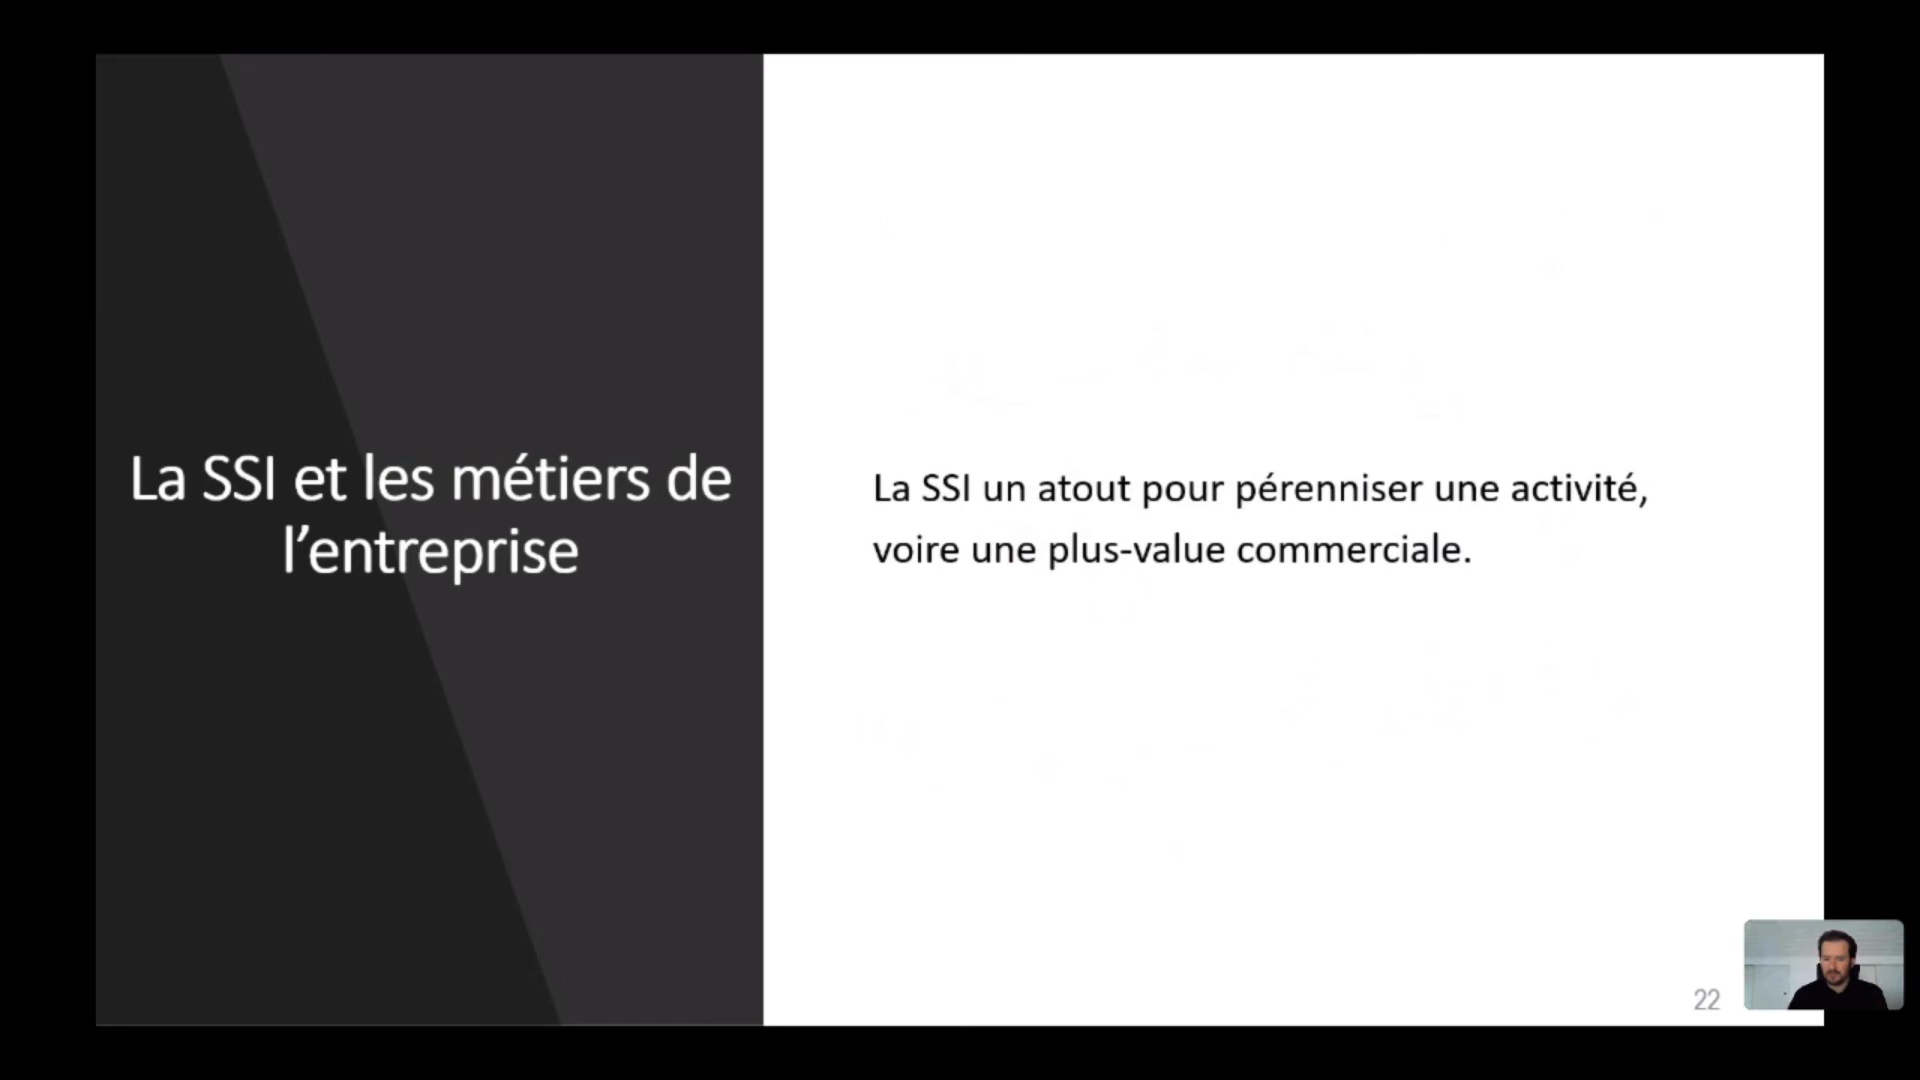 La SSI et les métiers de
l’entreprise
La SSI un atout pour pérenniser une activité,
voire une plus-value commerciale.
22